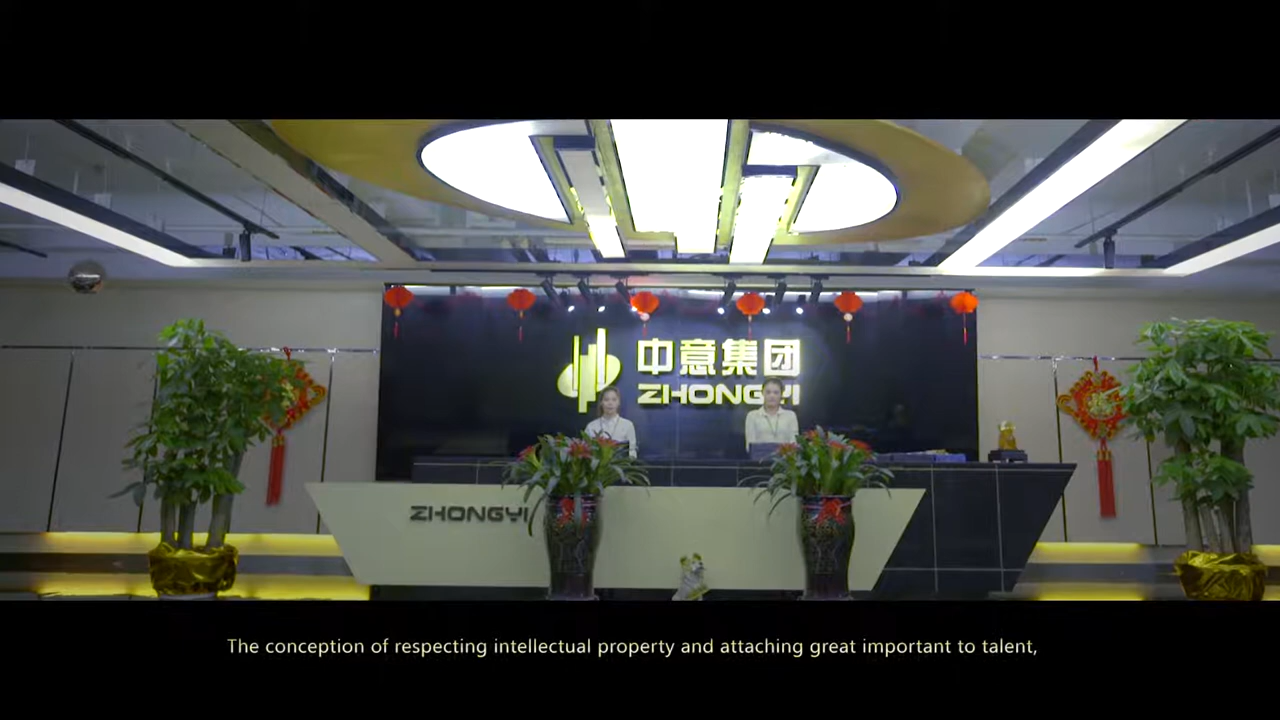 中意集团
ZHONGYI
ZHONGYI
The conception of respecting intellectual property and attaching great important to talent,